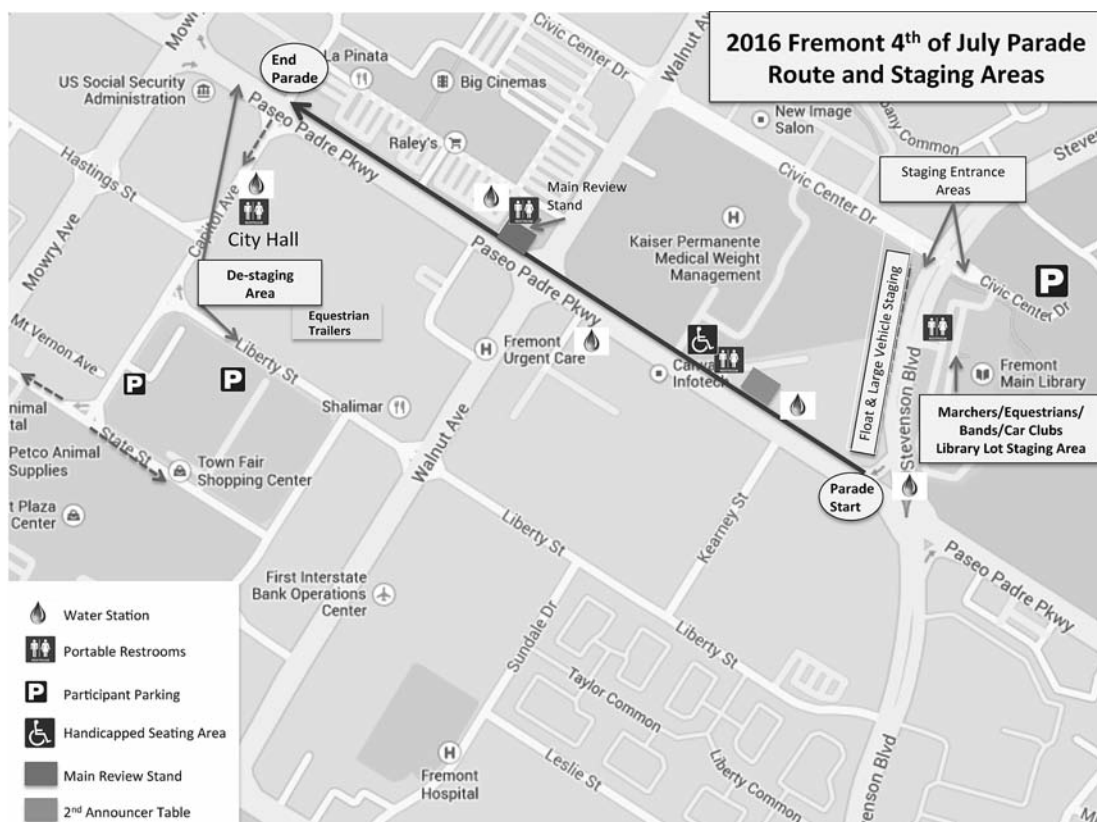 2016 Fremont 4th of July Parade
Route and Staging Areas
Mowry
End
Parade
La Pinata
Civic Center Dr
Walnut Ave
US Social Security
Administration
Big Cinemas
New Image
Salon
Common
Paseo Padre Pkwy
Raley's
Staging Entrance
Areas
Hastings St
Main Review
Stand
Civic Center Dr
Mowry Ave
Capitol Ave
City Hall
Kaiser Permanente
Medical Weight
Management
Paseo Padre Pkwy
De-staging
Area
Equestrian
Trailers
Float & Large Vehicle Staging
P
Civic Center Dr
Mt Vernon Ave
Liberty St
H
Fremont
Urgent Care
Infotech
Stevenson Blvd
Fremont
Main Library
P
P
Shalimar
Marchers/Equestrians/
Bands/Car Clubs
Library Lot Staging Area
State St
Petco Animal
Supplies
Town Fair
Shopping Center
Walnut Ave
Parade
Start
t Plaza
Center
Liberty St
Kearney St
Paseo Padre Pkwy
First Interstate
Bank Operations
Center
Sundale Dr
Liberty St
Taylor Common
Liberty Common
Leslie St
Stevenson Blvd
H
Fremont
Hospital
Water Station
Portable Restrooms
P
Participant Parking
Handicapped Seating Area
Main Review Stand
2nd Announcer Table